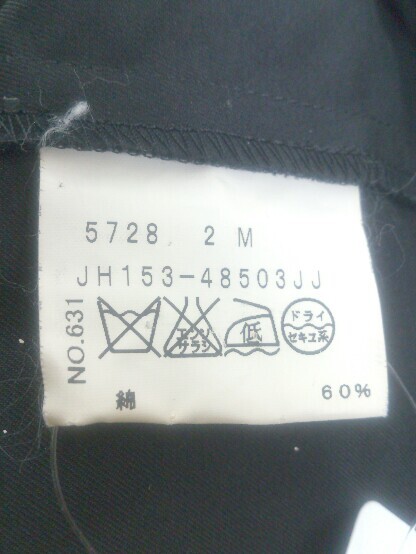 5728 2 M
JH153-48503JJ
NO.631
エンソ
サラシ
低
ドライ
セキユ系
綿 60%